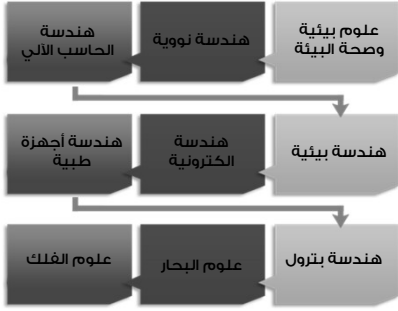 علوم بيئية
وصحة البيئة
هندسة نووية
هندسة
الحاسب الآلي
هندسة بيئية
هندسة
الكترونية
هندسة أجهزة
طبية
هندسة بترول
علوم البحار
علوم الفلك